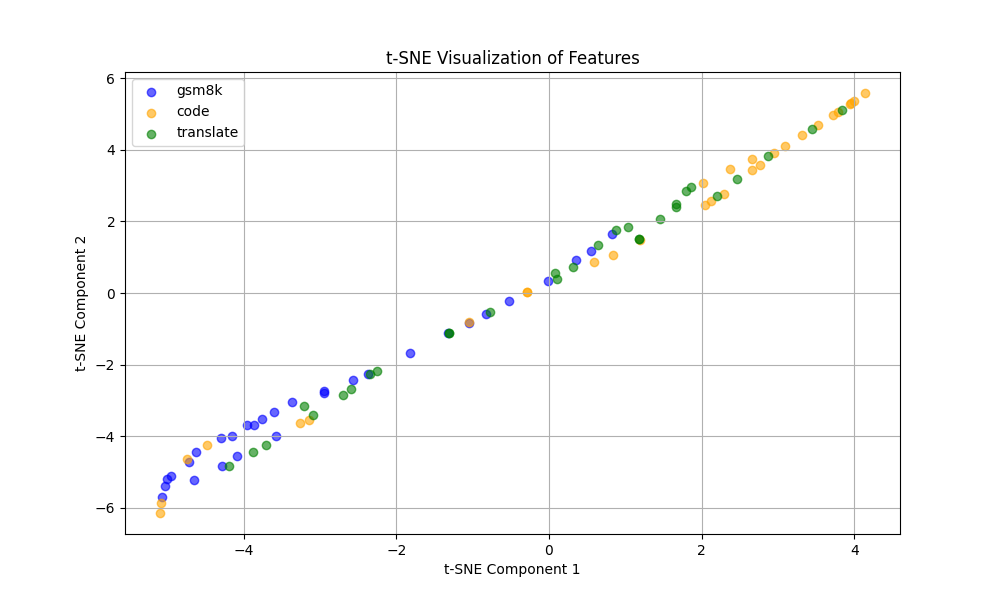 t-SNE Visualization of Features
gsm8k
code
translate
6
4
2
0
−2
−4
−6
t-SNE Component 2
−4
−2
0
2
4
t-SNE Component 1